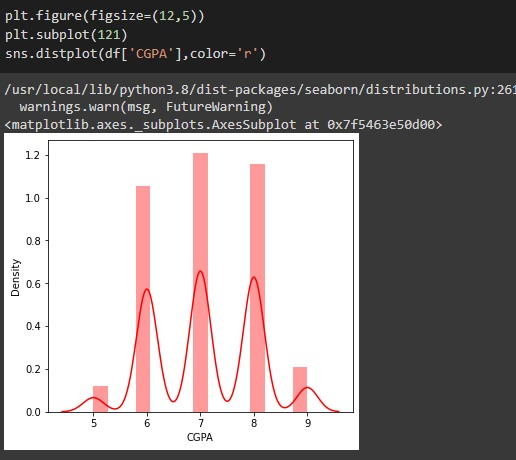 plt.figure(figsize=(12,5))
plt.subplot(121)
sns.distplot(df['CGPA'],color='r')
/usr/local/lib/python3.8/dist-packages/seaborn/distributions.py:261
warnings.warn(msg, FutureWarning)
<matplotlib.axes._subplots.AxesSubplot at 0x7f5463e50d00>
1.2
1.0
0.8
Density
0.6
0.4
0.2
0.0
5 6 7 8 9
CGPA